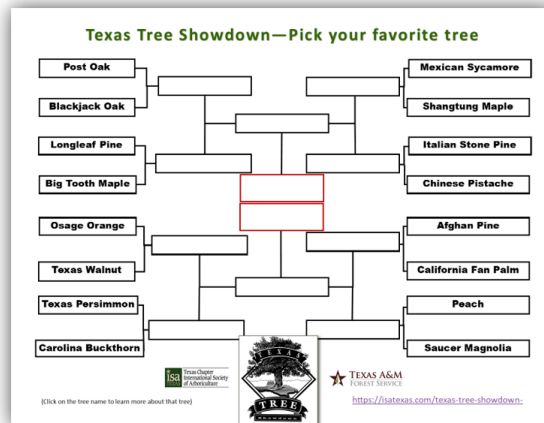 Texas Tree Showdown—Pick your favorite tree
Post Oak
Blackjack Oak
Longleaf Pine
Big Tooth Maple
Osage Orange
Texas Walnut
Texas Persimmon
Carolina Buckthorn
Mexican Sycamore
Shangtung Maple
Italian Stone Pine
Chinese Pistache
Afghan Pine
California Fan Palm
Peach
Saucer Magnolia
isa
Texas Chapter
International Society
of Arboriculture
TEXAS
TREE
TEXAS A&M
FOREST SERVICE
(Click on the tree name to learn more about that tree)
https://isatexas.com/texas-tree-showdown-